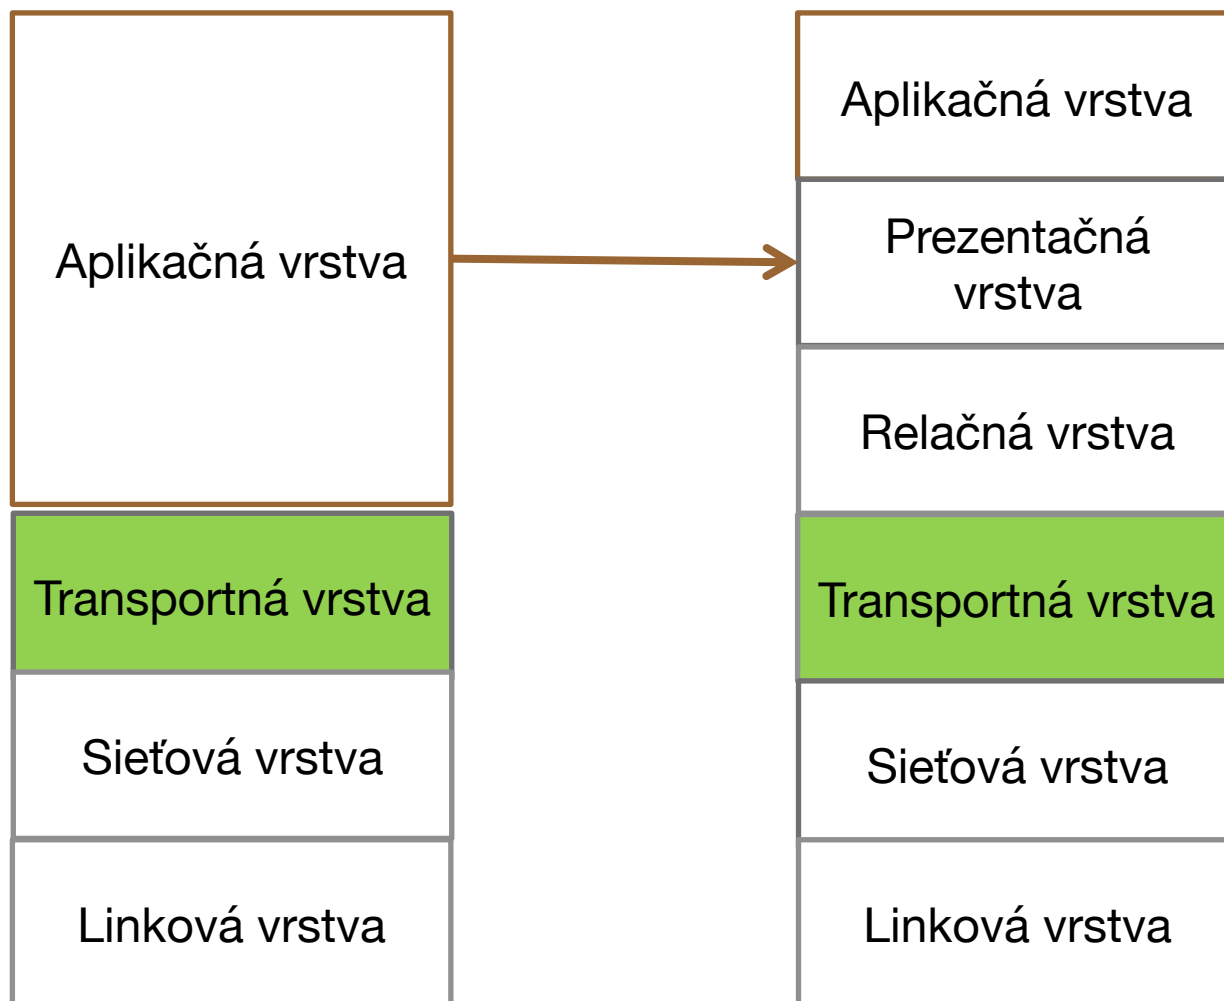 Aplikačná vrstva
Transportná vrstva
Sieťová vrstva
Linková vrstva
Aplikačná vrstva
Prezentačná
vrstva
Relačná vrstva
Transportná vrstva
Sieťová vrstva
Linková vrstva